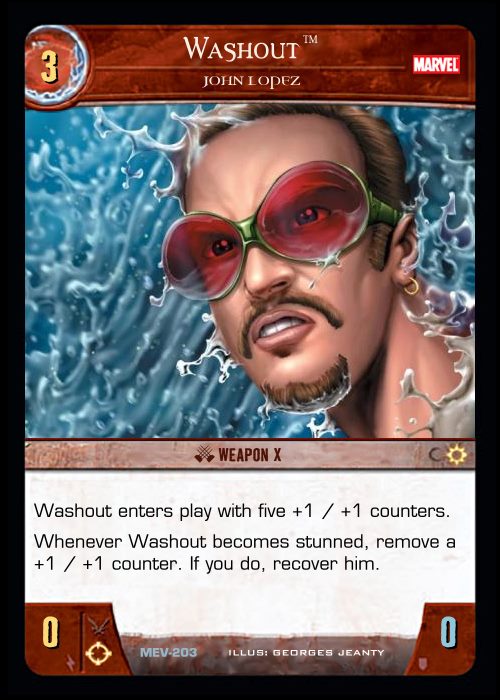 3
WASHOUT™
JOHN LOPEZ
MARVEL
WEAPON X
C
Washout enters play with five +1 / +1 counters.
Whenever Washout becomes stunned, remove a
+1 / +1 counter. If you do, recover him.
0
MEV-203 ILLUS: GEORGES JEANTY
0